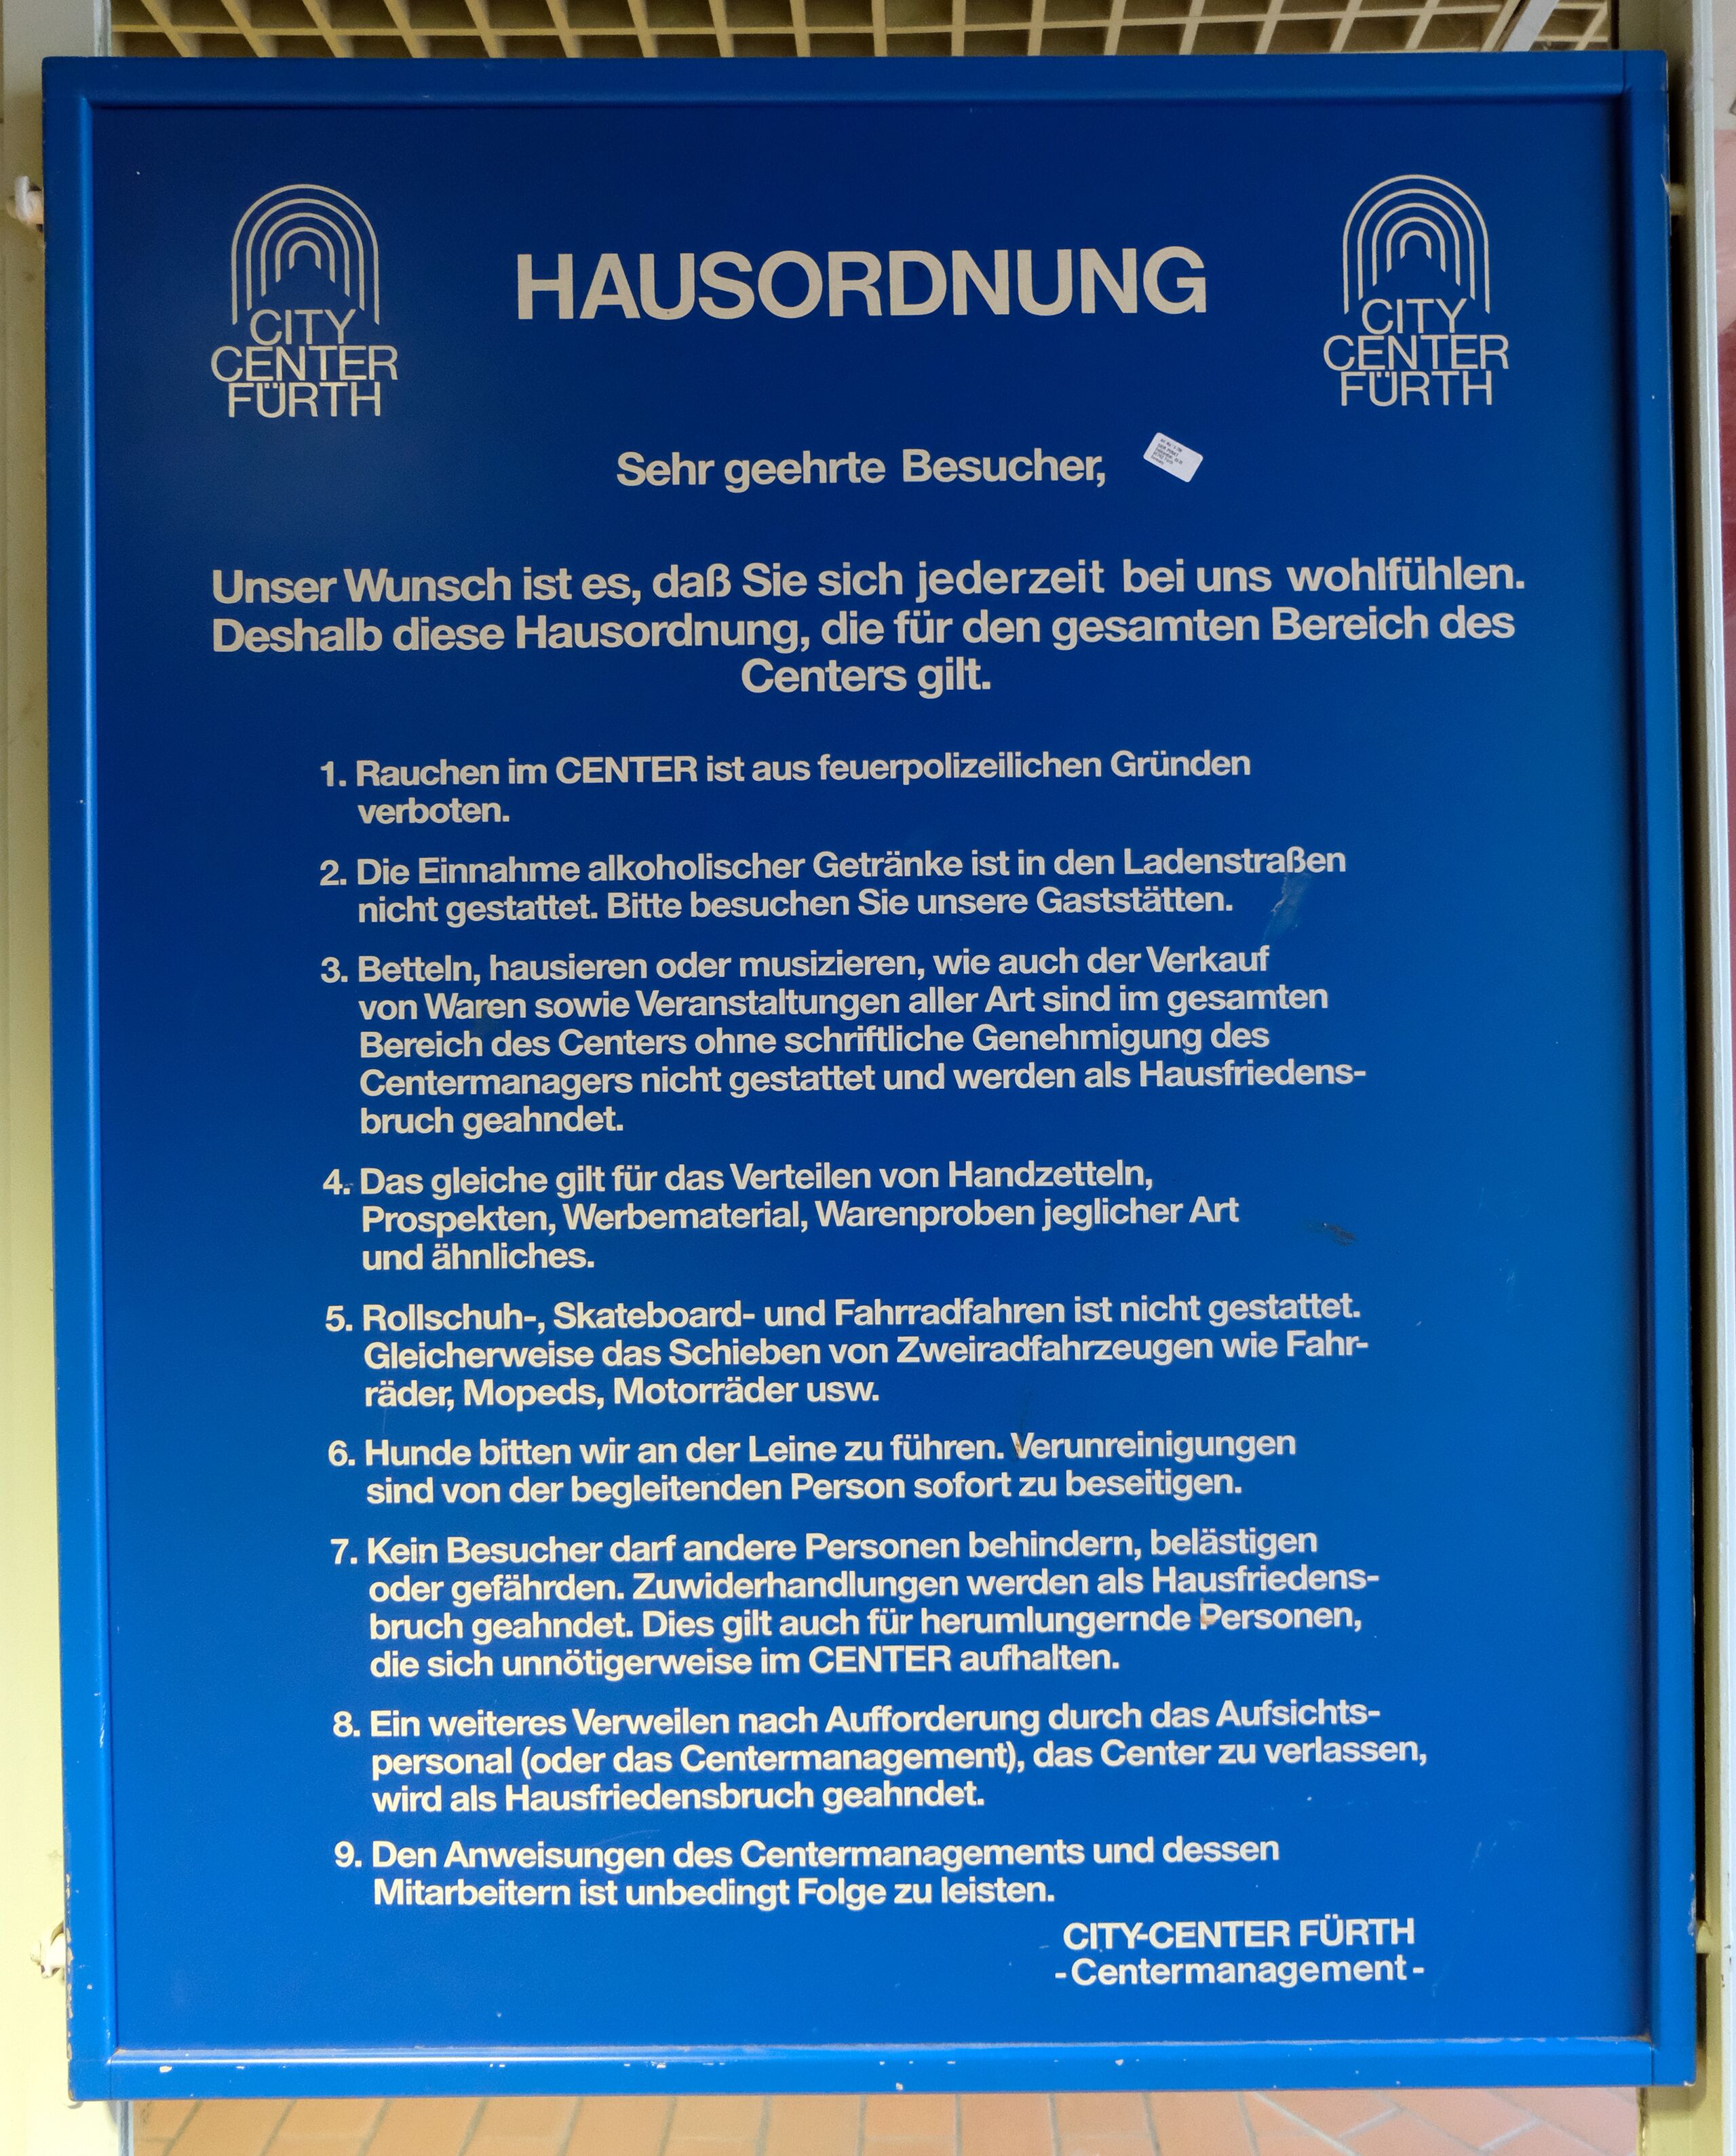 CITY
CENTER
FÜRTH
HAUSORDNUNG
CITY
CENTER
FÜRTH
Sehr geehrte Besucher,
Unser Wunsch ist es, daß Sie sich jederzeit bei uns wohlfühlen.
Deshalb diese Hausordnung, die für den gesamten Bereich des
Centers gilt.
1. Rauchen im CENTER ist aus feuerpolizeilichen Gründen
verboten.
2. Die Einnahme alkoholischer Getränke ist in den Ladenstraßen
nicht gestattet. Bitte besuchen Sie unsere Gaststätten.
3. Betteln, hausieren oder musizieren, wie auch der Verkauf
von Waren sowie Veranstaltungen aller Art sind im gesamten
Bereich des Centers ohne schriftliche Genehmigung des
Centermanagers nicht gestattet und werden als Hausfriedens-
bruch geahndet.
4. Das gleiche gilt für das Verteilen von Handzetteln,
Prospekten, Werbematerial, Warenproben jeglicher Art
und ähnliches.
5. Rollschuh-, Skateboard- und Fahrradfahren ist nicht gestattet.
Gleicherweise das Schieben von Zweiradfahrzeugen wie Fahr-
räder, Mopeds, Motorräder usw.
6. Hunde bitten wir an der Leine zu führen. Verunreinigungen
sind von der begleitenden Person sofort zu beseitigen.
7. Kein Besucher darf andere Personen behindern, belästigen
oder gefährden. Zuwiderhandlungen werden als Hausfriedens-
bruch geahndet. Dies gilt auch für herumlungernde Personen,
die sich unnötigerweise im CENTER aufhalten.
8. Ein weiteres Verweilen nach Aufforderung durch das Aufsichts-
personal (oder das Centermanagement), das Center zu verlassen,
wird als Hausfriedensbruch geahndet.
9. Den Anweisungen des Centermanagements und dessen
Mitarbeitern ist unbedingt Folge zu leisten.
CITY-CENTER FÜRTH
- Centermanagement -